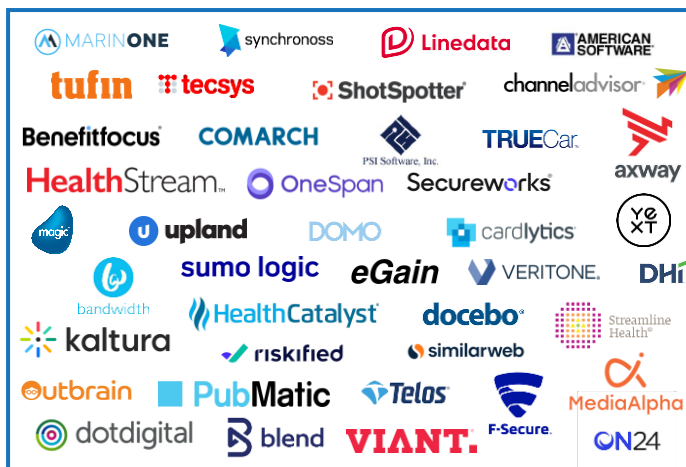 MARINONE
synchronoss
Linedata
AMERICAN
SOFTWARE®
tufin
tecsys
ShotSpotter®
channeladvisor
Benefitfocus®
COMARCH
PSI Software, Inc.
TRUECar.
axway
HealthStream™
OneSpan
Secureworks®
magic
u upland
DOMO
cardlytics
YEXT
bandwidth
sumo logic
eGain
VERITONE®
DHi
kaltura
HealthCatalyst®
docebo®
Streamline
Health®
riskified
similarweb
Outbrain
PubMatic
Telos®
F-Secure.
MediaAlpha
dotdigital
blend
VIANT.
ON24